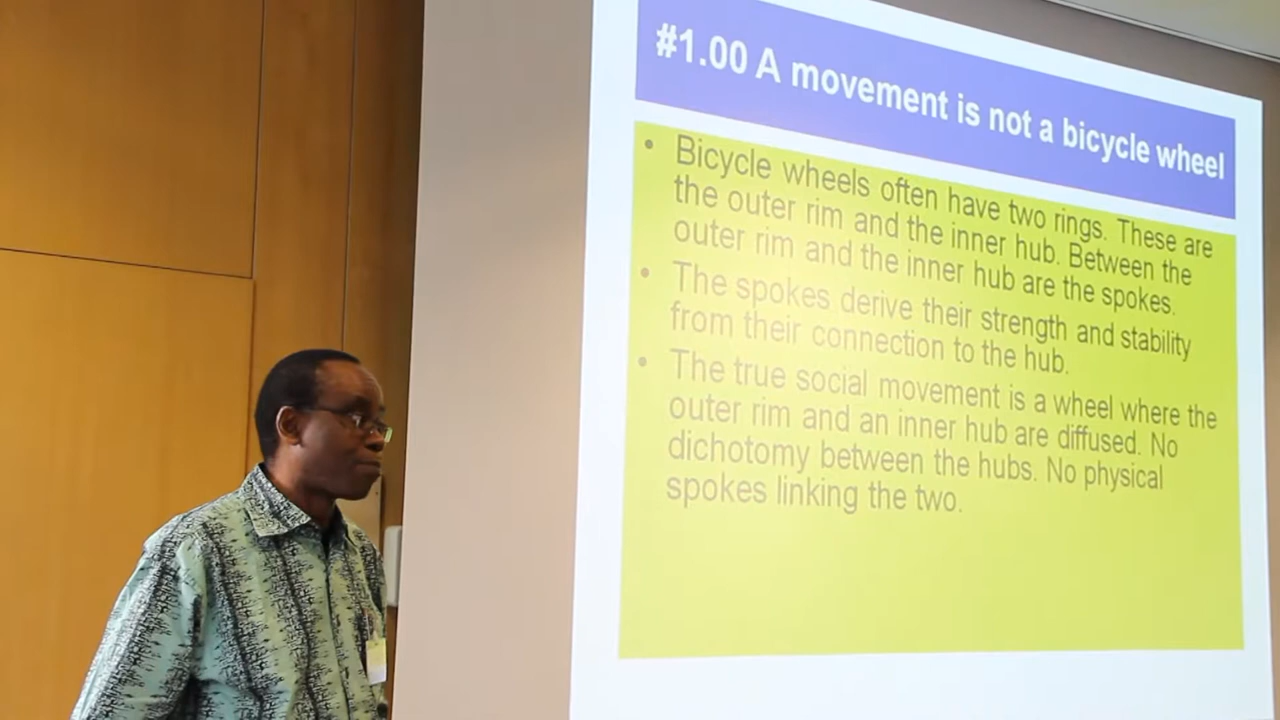 #1.00 A movement is not a bicycle wheel
• Bicycle wheels often have two rings. These are
the outer rim and the inner hub. Between the
outer rim and the inner hub are the spokes.
• The spokes derive their strength and stability
from their connection to the hub.
• The true social movement is a wheel where the
outer rim and an inner hub are diffused. No
dichotomy between the hubs. No physical
spokes linking the two.